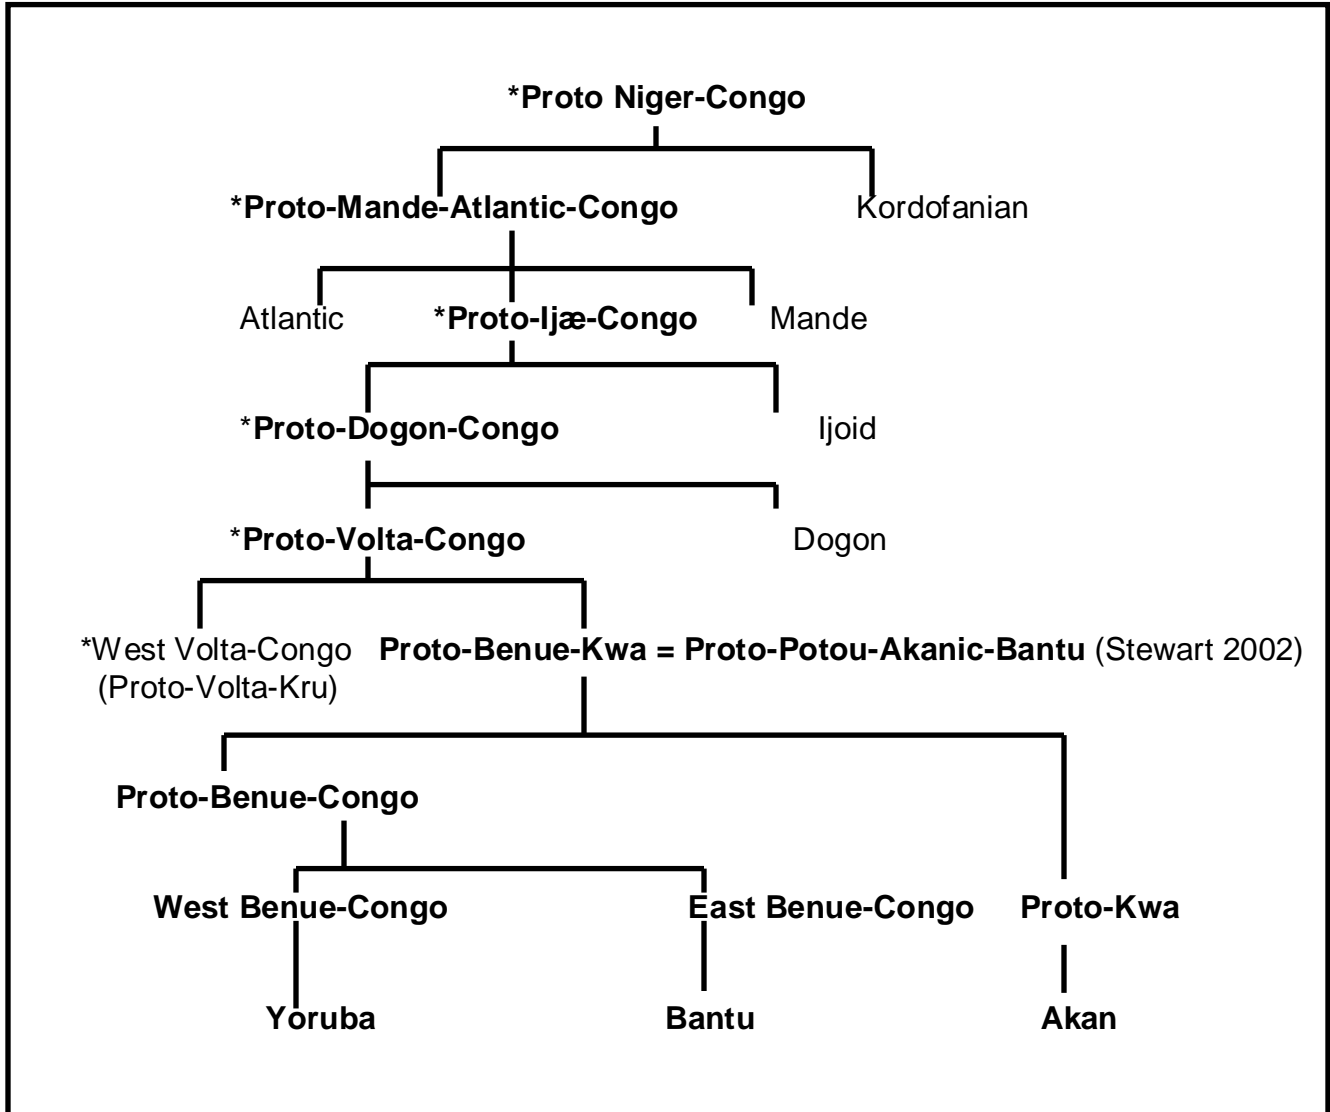 *Proto Niger-Congo
*Proto-Mande-Atlantic-Congo Kordofanian
Atlantic *Proto-Ijæ-Congo Mande
*Proto-Dogon-Congo Ijoid
*Proto-Volta-Congo Dogon
*West Volta-Congo Proto-Benue-Kwa = Proto-Potou-Akanic-Bantu (Stewart 2002)
(Proto-Volta-Kru)
Proto-Benue-Congo
West Benue-Congo East Benue-Congo Proto-Kwa
Yoruba Bantu Akan